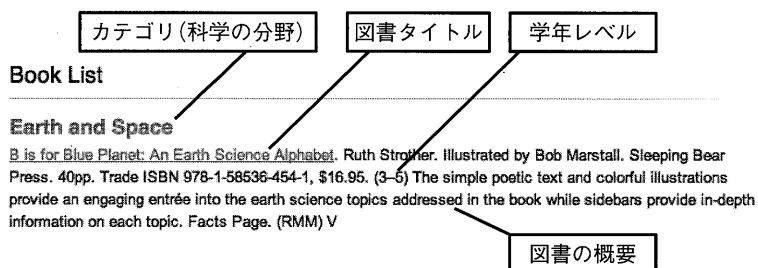 カテゴリ(科学の分野)
図書タイトル
学年レベル
Book List
Earth and Space
B is for Blue Planet: An Earth Science Alphabet. Ruth Strother. Illustrated by Bob Marstall. Sleeping Bear
Press. 40pp. Trade ISBN 978-1-58536-454-1, $16.95. (3–5) The simple poetic text and colorful illustrations
provide an engaging entrée into the earth science topics addressed in the book while sidebars provide in-depth
information on each topic. Facts Page. (RMM) V
図書の概要